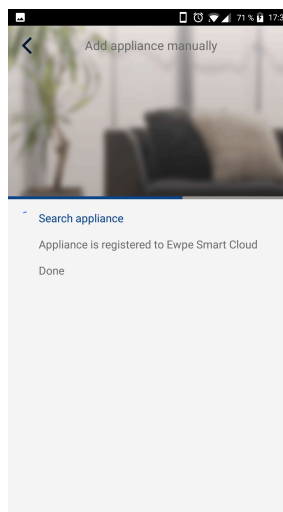 71 % 17:3
Add appliance manually
Search appliance
Appliance is registered to Ewpe Smart Cloud
Done